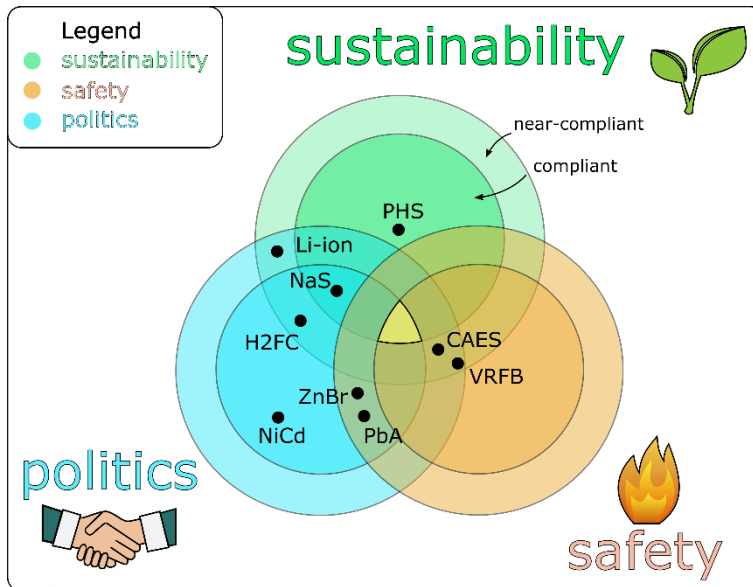 Legend
sustainability
safety
politics
sustainability
near-compliant
compliant
PHS
Li-ion
NaS
H2FC
CAES
VRFB
ZnBr
NiCd
PbA
politics
safety